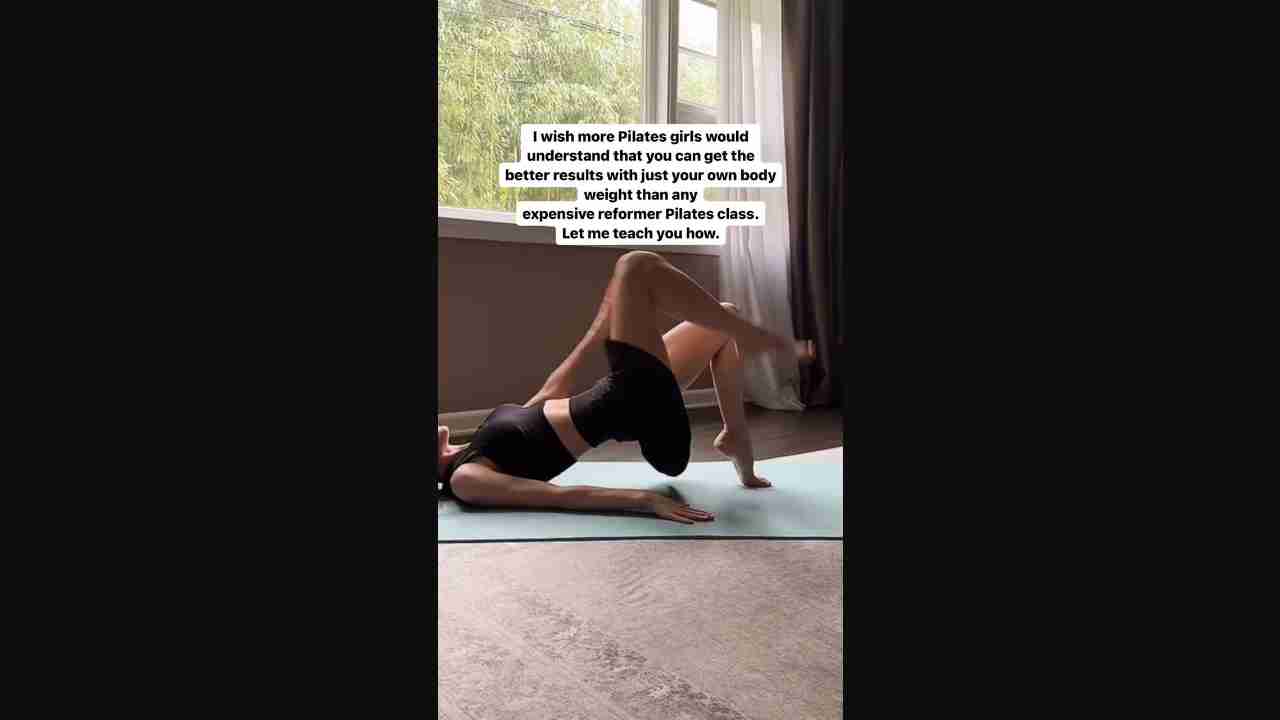 I wish more Pilates girls would
understand that you can get the
better results with just your own body
weight than any
expensive reformer Pilates class.
Let me teach you how.